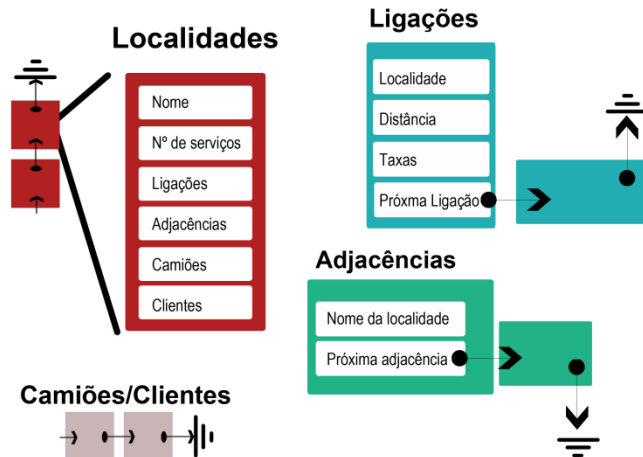 Localidades
Nome
Nº de serviços
Ligações
Adjacências
Camiões
Clientes
Ligações
Localidade
Distância
Taxas
Próxma Ligação
Adjacências
Nome da localidade
Próxima adjacência
Camiões/Clientes